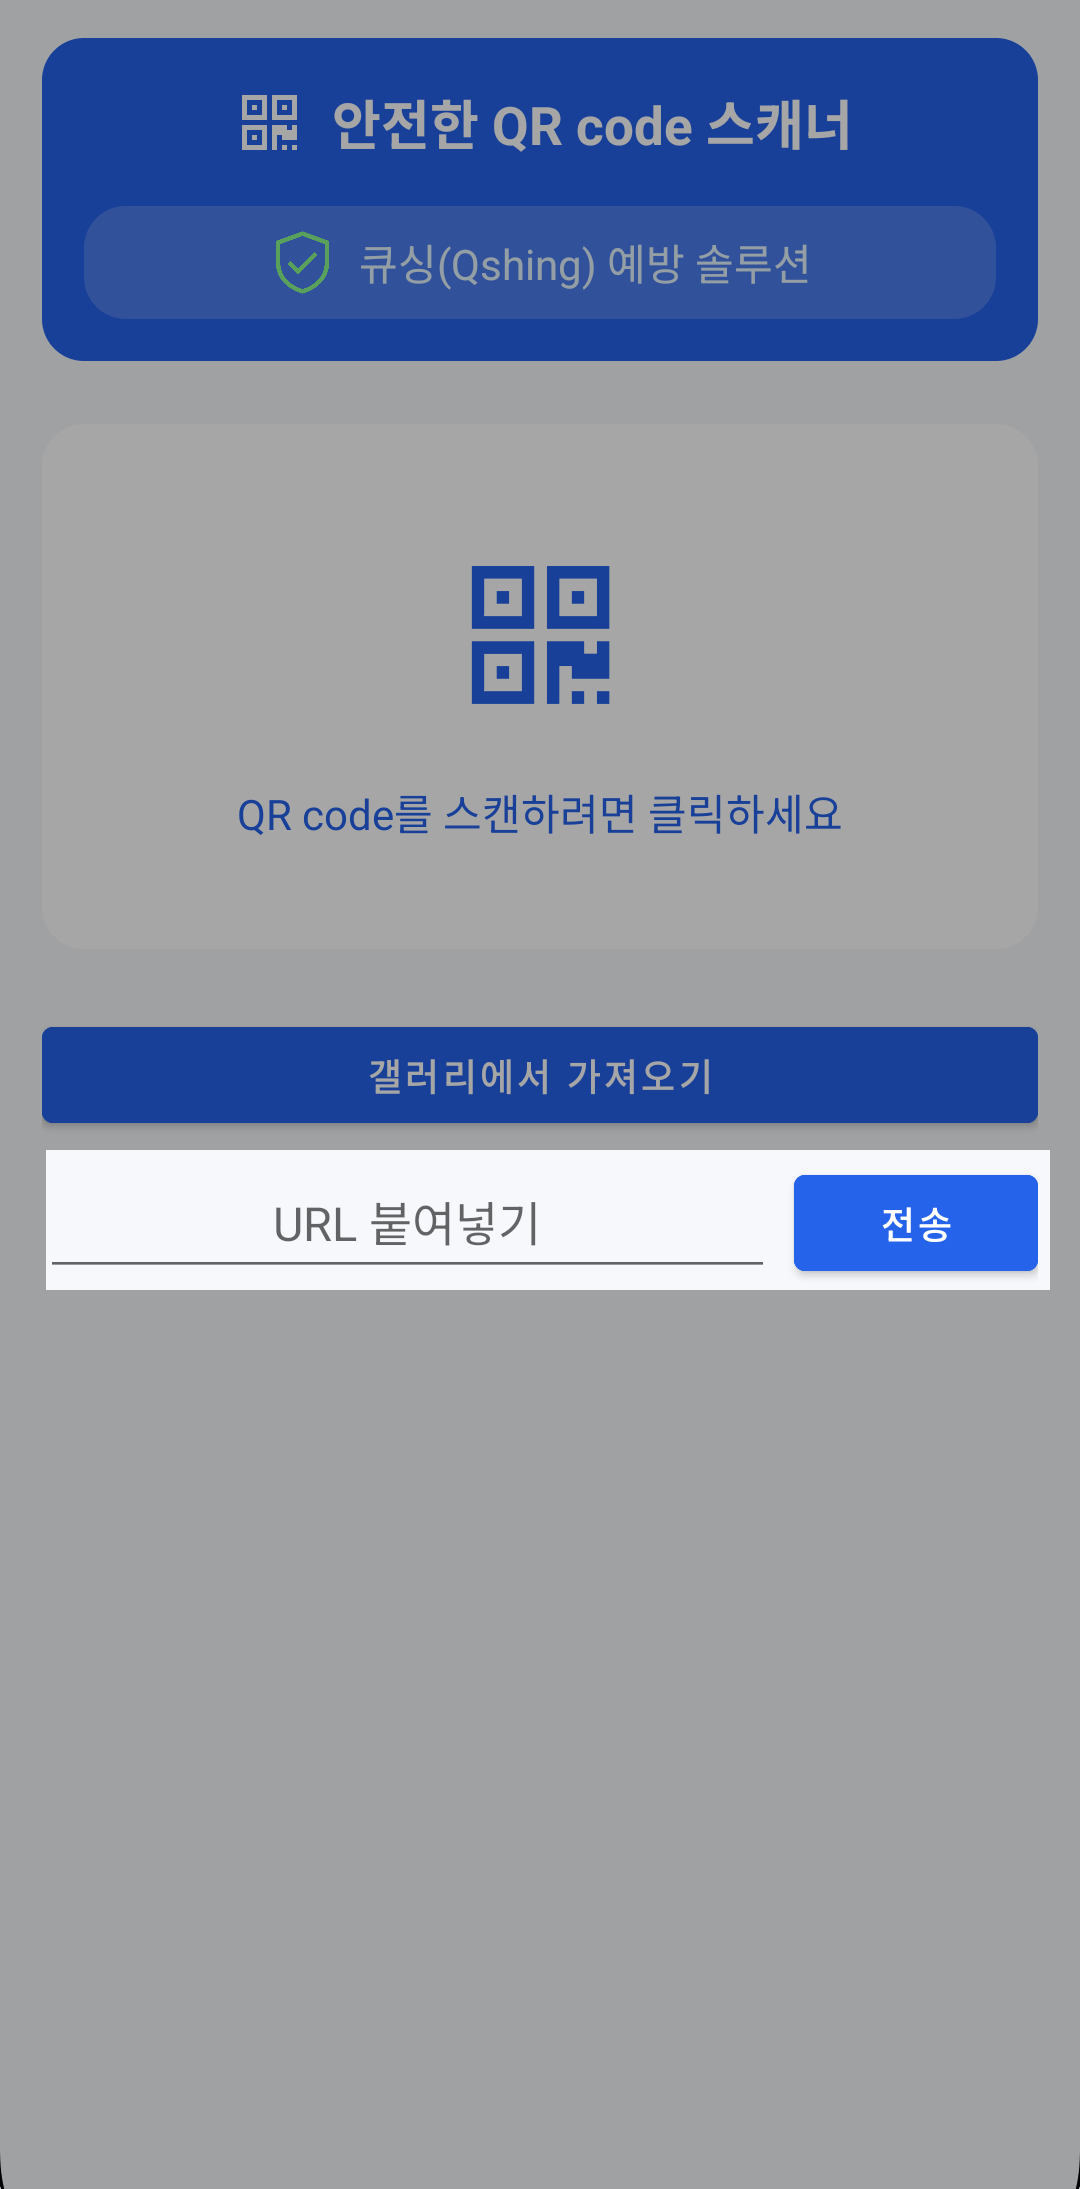 안전한 QR code 스캐너
큐싱(Qshing) 예방 솔루션
QR code를 스캔하려면 클릭하세요
갤러리에서 가져오기
URL 붙여넣기
전송